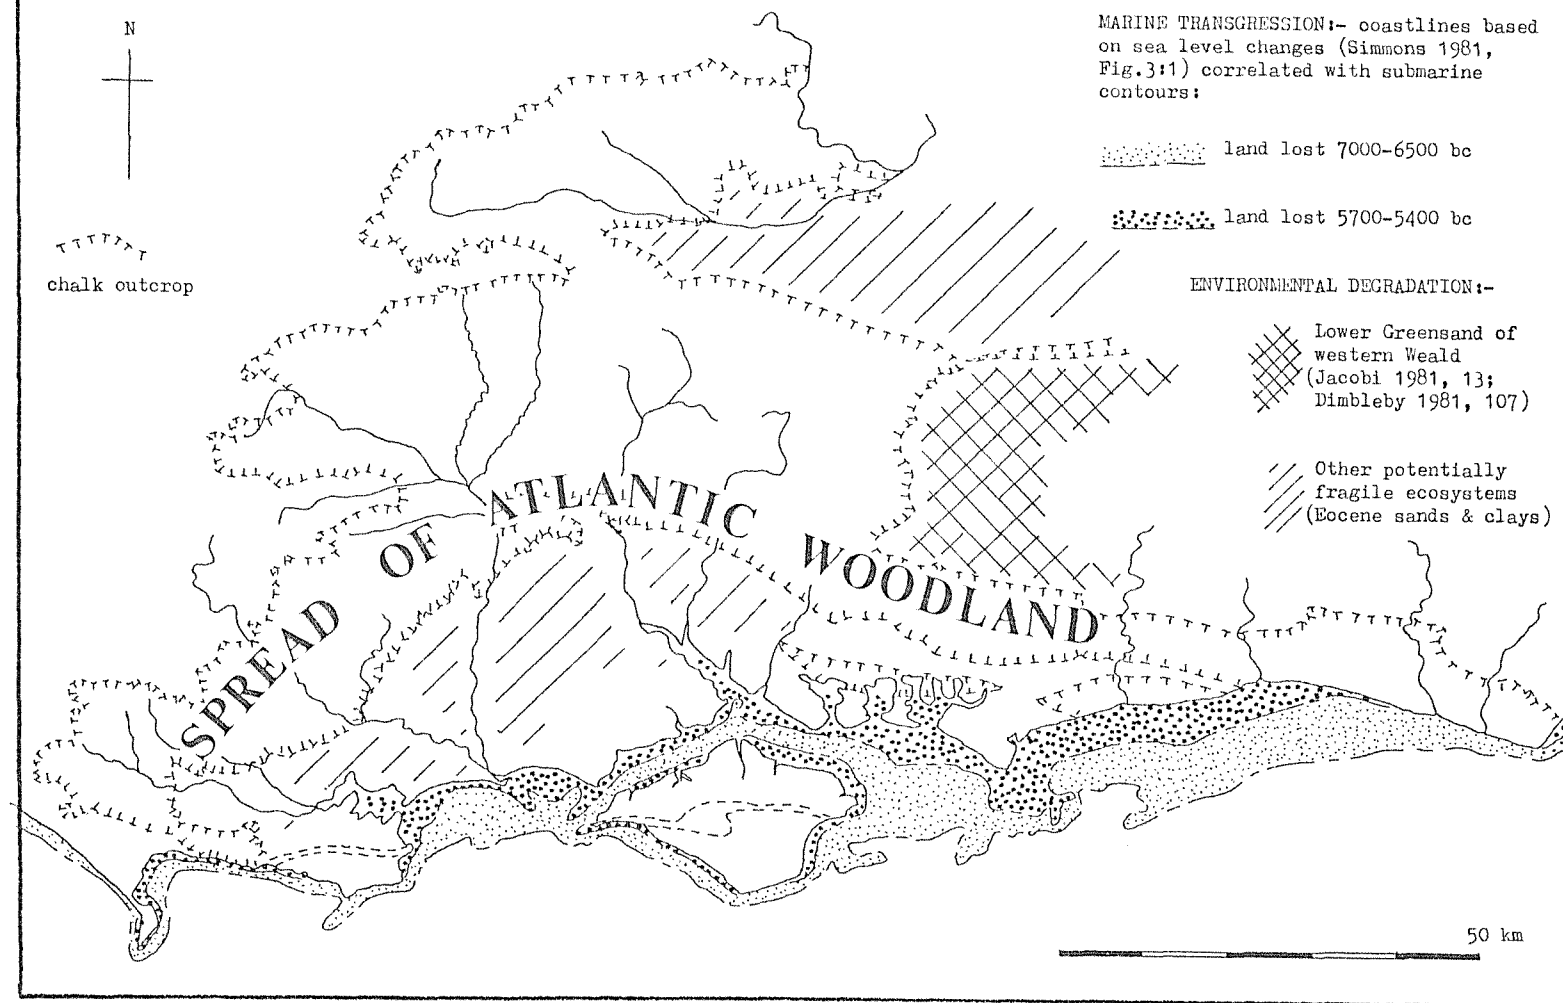 N
MARINE TRANSGRESSION:- coastlines based
on sea level changes (Simmons 1981,
Fig.3:1) correlated with submarine
contours:
land lost 7000-6500 bc
land lost 5700-5400 bc
chalk outcrop
ENVIRONMENTAL DEGRADATION:-
Lower Greensand of
western Weald
(Jacobi 1981, 13;
Dimbleby 1981, 107)
Other potentially
fragile ecosystems
(Eocene sands & clays)
SPREAD OF ATLANTIC WOODLAND
50 km